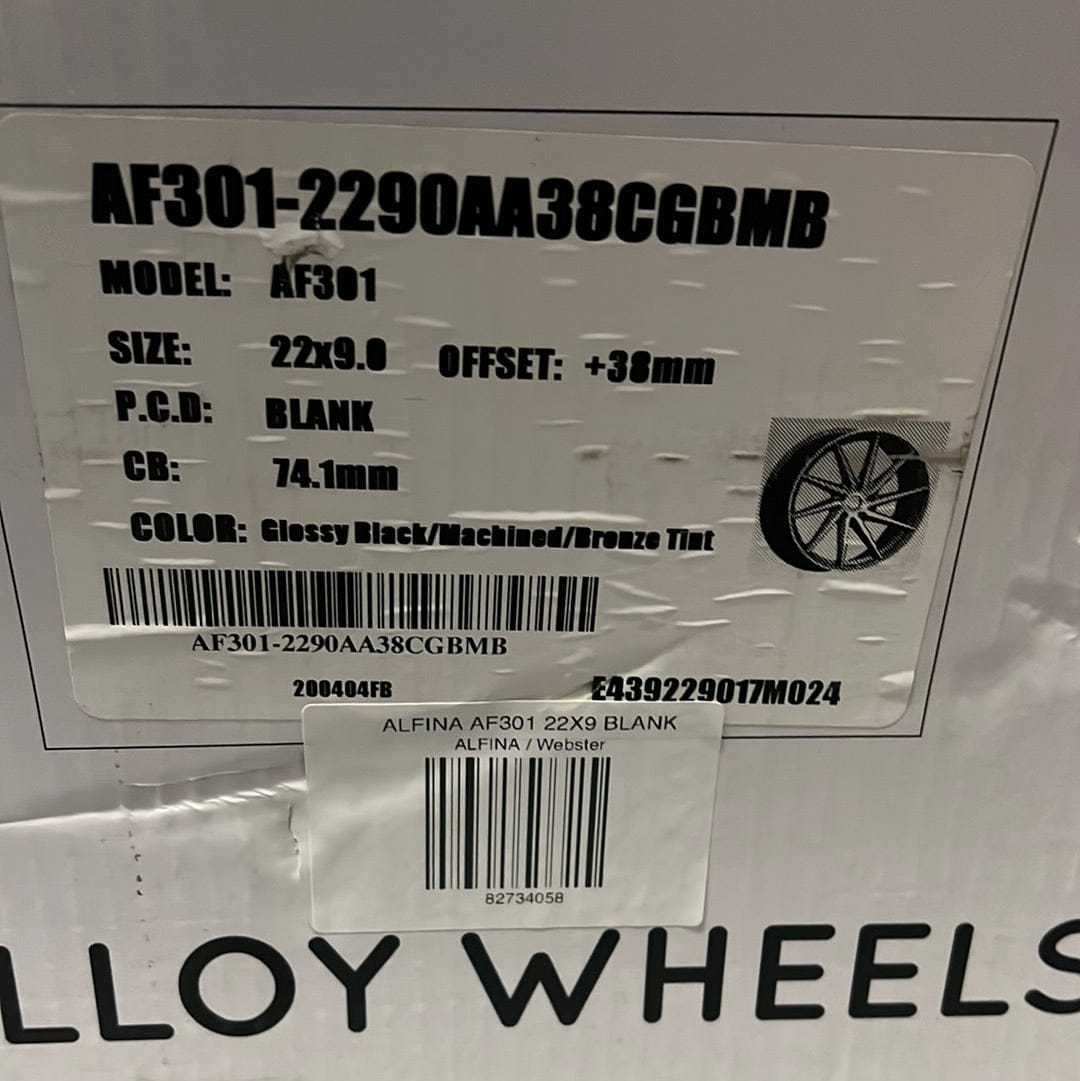 AF301-2290AA38CGBMB
MODEL: AF301
SIZE: 22x9.0 OFFSET: +38mm
P.C.D: BLANK
CB: 74.1mm
COLOR: Glossy Black/Machined/Bronze Tint
AF301-2290AA38CGBMB
200404FB E439229017M024
ALFINA AF301 22X9 BLANK
ALFINA / Webster
82734058
LLOY WHEELS